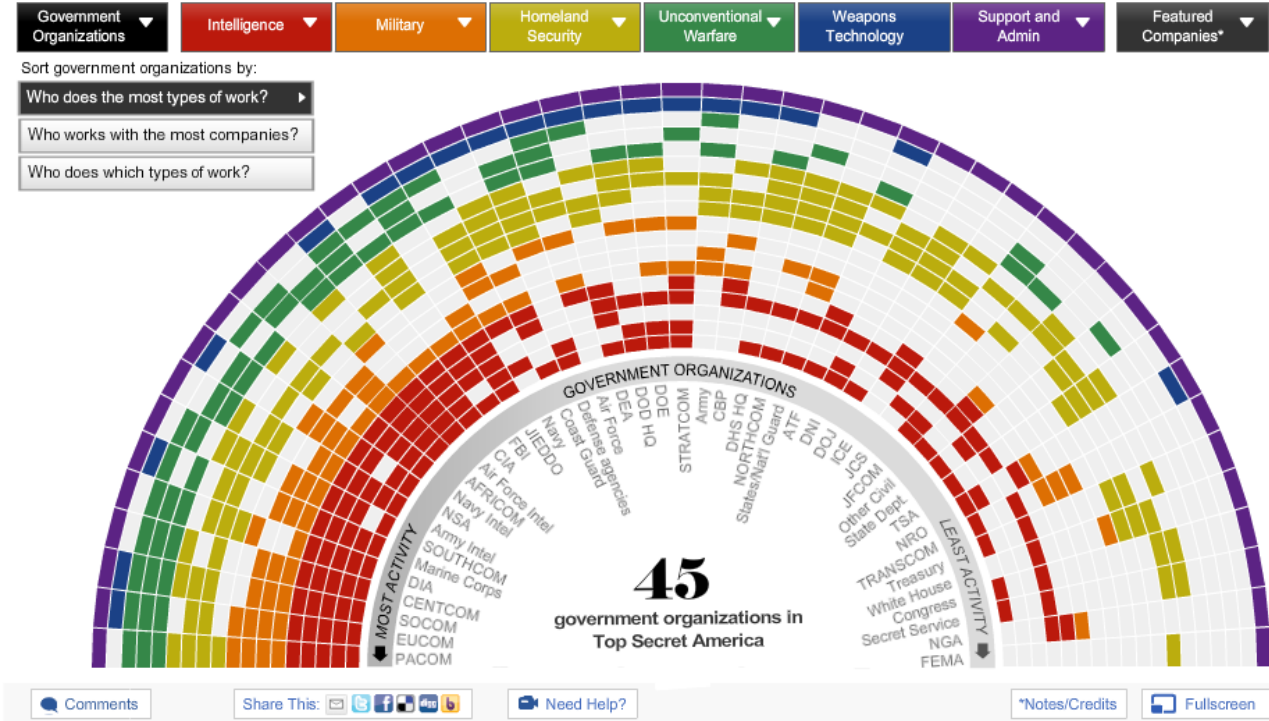 Government
Organizations
Intelligence
Military
Homeland
Security
Unconventional
Warfare
Weapons
Technology
Support and
Admin
Featured
Companies*
Sort government organizations by:
Who does the most types of work?
Who works with the most companies?
Who does which types of work?
GOVERNMENT ORGANIZATIONS
MOST ACTIVITY
LEAST ACTIVITY
PACOM
EUCOM
SOCOM
CENTCOM
DIA
Marine Corps
SOUTHCOM
Army Intel
NSA
Navy Intel
AFRICOM
Air Force Intel
CIA
FBI
JIEDDO
Navy
Coast Guard
Defense agencies
Air Force
DEA
DOD HQ
DOE
STRATCOM
Army
CBP
DHS HQ
NORTHCOM
States/Nat'l Guard
ATF
DNI
DOJ
ICE
JCS
JFCOM
Other Civil
State Dept.
TSA
NRO
TRANSCOM
Treasury
White House
Congress
Secret Service
NGA
FEMA
45
government organizations in
Top Secret America
Comments
Share This:
digg
b
Need Help?
*Notes/Credits
Fullscreen